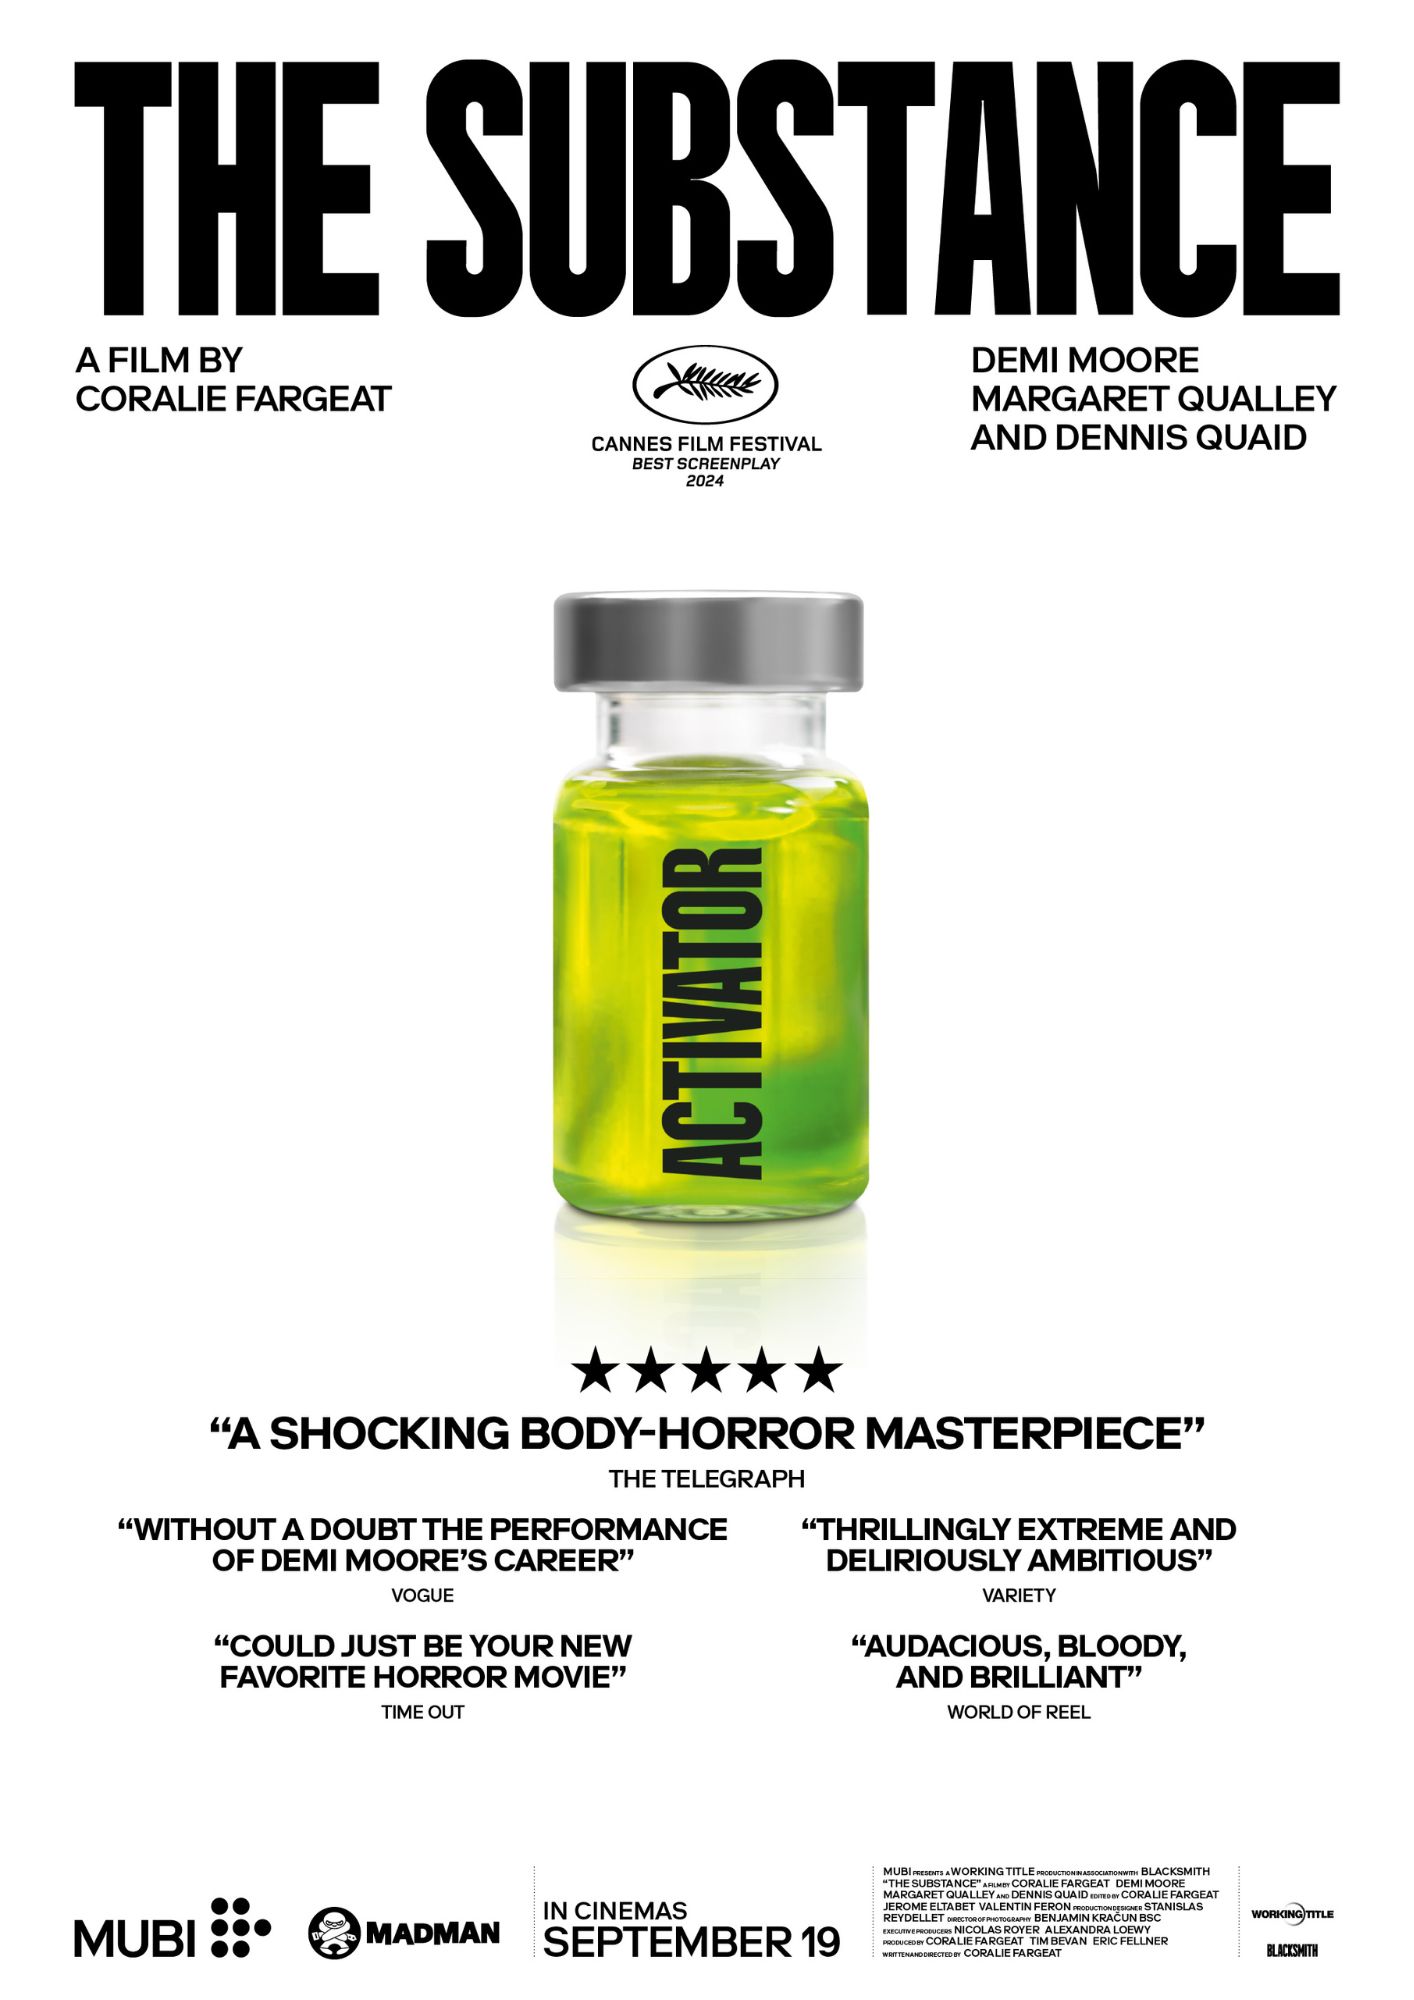 THE SUBSTANCE
A FILM BY
CORALIE FARGEAT
CANNES FILM FESTIVAL
BEST SCREENPLAY
2024
DEMI MOORE
MARGARET QUALLEY
AND DENNIS QUAID
ACTIVATOR
“A SHOCKING BODY-HORROR MASTERPIECE”
THE TELEGRAPH
“WITHOUT A DOUBT THE PERFORMANCE
OF DEMI MOORE’S CAREER”
VOGUE
“THRILLINGLY EXTREME AND
DELIRIOUSLY AMBITIOUS”
VARIETY
“COULD JUST BE YOUR NEW
FAVORITE HORROR MOVIE”
TIME OUT
“AUDACIOUS, BLOODY,
AND BRILLIANT”
WORLD OF REEL
MUBI
MADMAN
IN CINEMAS
SEPTEMBER 19
MUBI PRESENTS A WORKING TITLE PRODUCTION IN ASSOCIATION WITH BLACKSMITH
“THE SUBSTANCE” A FILM BY CORALIE FARGEAT DEMI MOORE
MARGARET QUALLEY AND DENNIS QUAID EDITED BY CORALIE FARGEAT
JEROME ELTABET VALENTIN FERON PRODUCTION DESIGNER STANISLAS
REYDELLET DIRECTOR OF PHOTOGRAPHY BENJAMIN KRAČUN BSC
EXECUTIVE PRODUCERS NICOLAS ROYER ALEXANDRA LOEWY
PRODUCED BY CORALIE FARGEAT TIM BEVAN ERIC FELLNER
WRITTEN AND DIRECTED BY CORALIE FARGEAT
WORKING TITLE
BLACKSMITH